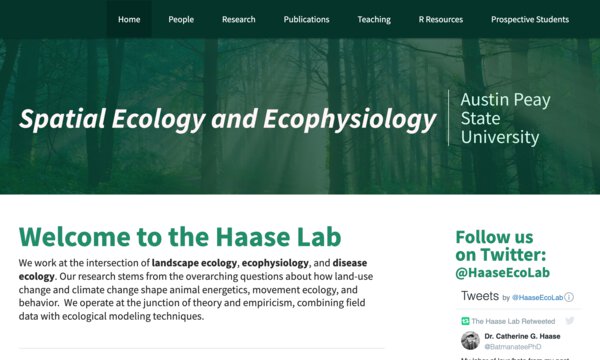 Home People Research Publications Teaching R Resources Prospective Students
Spatial Ecology and Ecophysiology
Austin Peay
State
University
Welcome to the Haase Lab
We work at the intersection of landscape ecology, ecophysiology, and disease
ecology. Our research stems from the overarching questions about how land-use
change and climate change shape animal energetics, movement ecology, and
behavior. We operate at the junction of theory and empiricism, combining field
data with ecological modeling techniques.
Follow us
on Twitter:
@HaaseEcoLab
Tweets by @HaaseEcoLab
The Haase Lab Retweeted
Dr. Catherine G. Haase
@BatmanateePhD